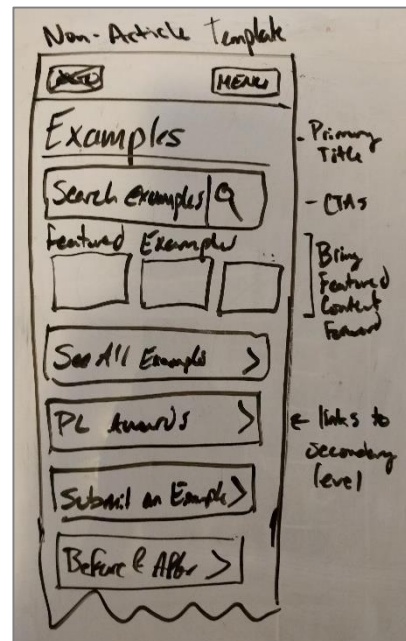 Non-Article Template
MENU
Examples
Search examples
Featured Examples
See All Examples >
PL Awards >
Submit an Example >
Before & After >
- Primary Title
- CTAs
Bring Featured Content Forward
← links to secondary level